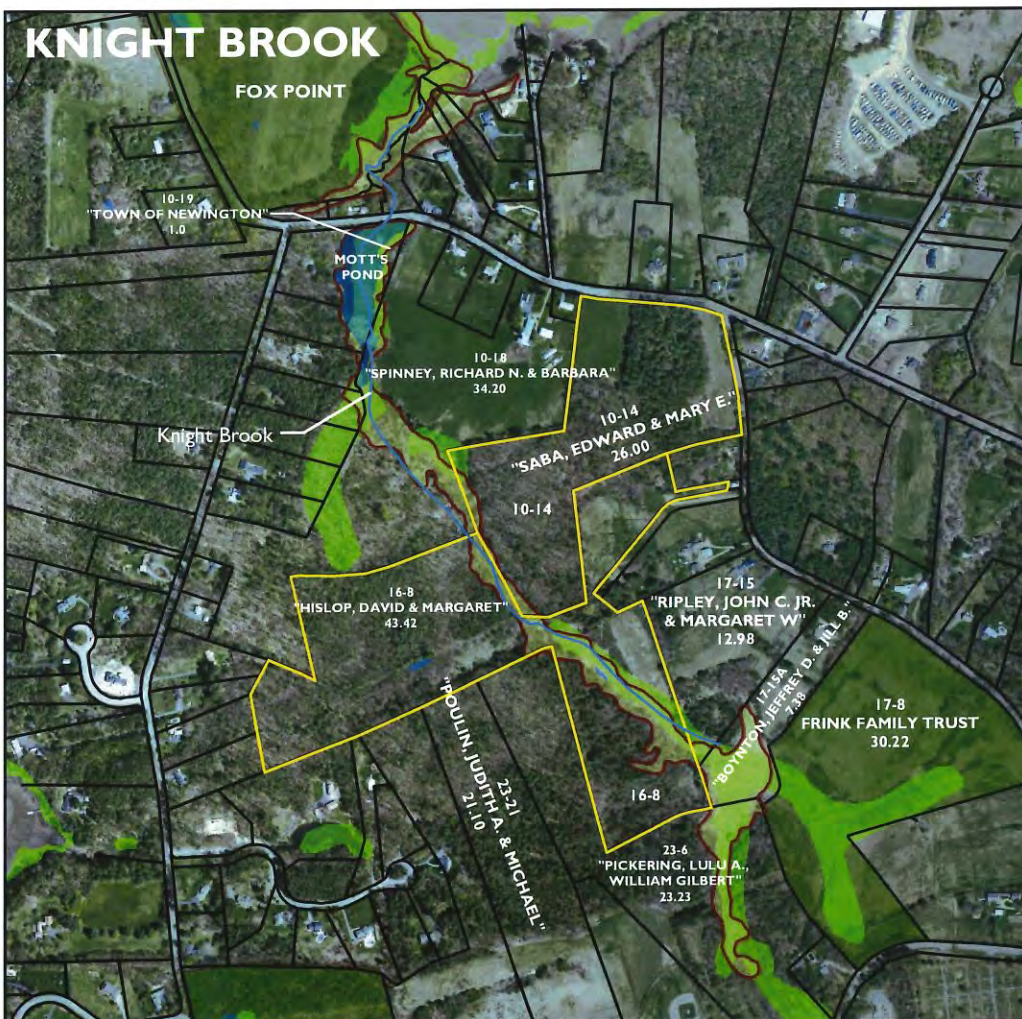 KNIGHT BROOK
FOX POINT
10-19
"TOWN OF NEWINGTON"
1.0
MOTT'S
POND
10-18
"SPINNEY, RICHARD N. & BARBARA"
34.20
10-14
"SABA, EDWARD & MARY E."
26.00
Knight Brook
10-14
16-8
"HISLOP, DAVID & MARGARET"
43.42
17-15
"RIPLEY, JOHN C. JR.
& MARGARET W"
12.98
17-15A
"BOYNTON, JEFFREY D. & JILL B."
7.38
17-8
FRINK FAMILY TRUST
30.22
"POULIN, JUDITH A. & MICHAEL"
23-21
21.10
16-8
23-6
"PICKERING, LULU A.,
WILLIAM GILBERT"
23.23